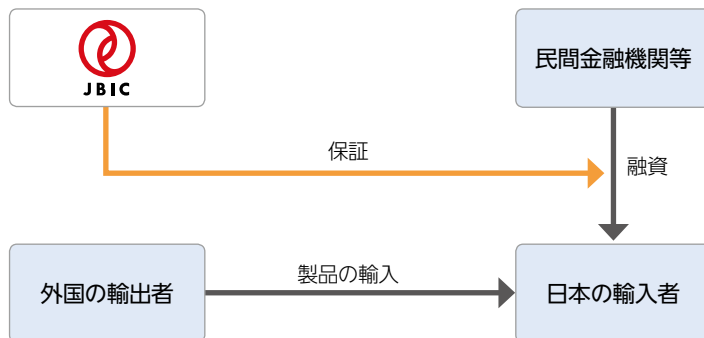 JBIC
民間金融機関等
保証
融資
外国の輸出者
製品の輸入
日本の輸入者